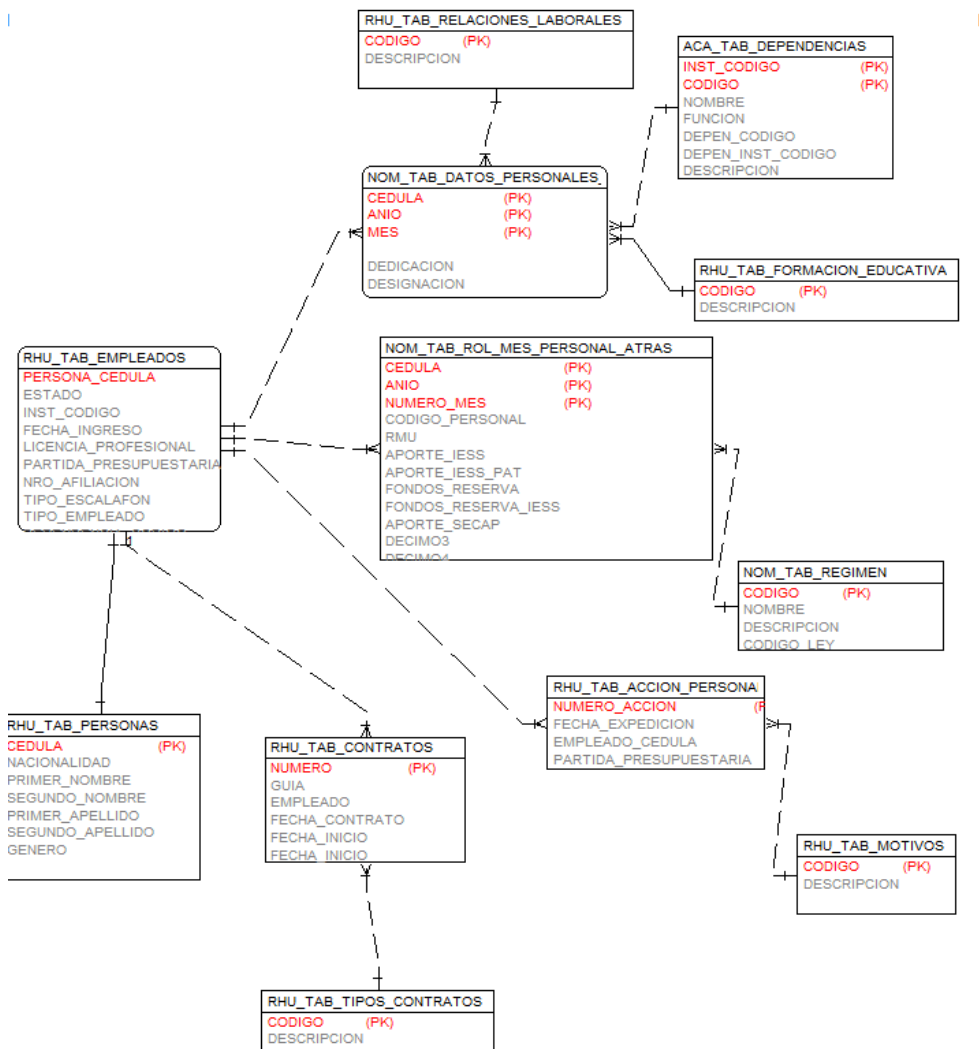 RHU_TAB_RELACIONES_LABORALES
CODIGO (PK)
DESCRIPCION
ACA_TAB_DEPENDENCIAS
INST_CODIGO (PK)
CODIGO (PK)
NOMBRE
FUNCION
DEPEN_CODIGO
DEPEN_INST_CODIGO
DESCRIPCION
NOM_TAB_DATOS_PERSONALES_
CEDULA (PK)
ANIO (PK)
MES (PK)
DEDICACION
DESIGNACION
RHU_TAB_FORMACION_EDUCATIVA
CODIGO (PK)
DESCRIPCION
RHU_TAB_EMPLEADOS
PERSONA_CEDULA
ESTADO
INST_CODIGO
FECHA_INGRESO
LICENCIA_PROFESIONAL
PARTIDA_PRESUPUESTARIA
NRO_AFILIACION
TIPO_ESCALAFON
TIPO_EMPLEADO
NOM_TAB_ROL_MES_PERSONAL_ATRAS
CEDULA (PK)
ANIO (PK)
NUMERO_MES (PK)
CODIGO_PERSONAL
RMU
APORTE_IESS
APORTE_IESS_PAT
FONDOS_RESERVA
FONDOS_RESERVA_IESS
APORTE_SECAP
DECIMO3
DECIMO4
NOM_TAB_REGIMEN
CODIGO (PK)
NOMBRE
DESCRIPCION
CODIGO_LEY
RHU_TAB_ACCION_PERSONA
NUMERO_ACCION (F
FECHA_EXPEDICION
EMPLEADO_CEDULA
PARTIDA_PRESUPUESTARIA
RHU_TAB_PERSONAS
CEDULA (PK)
NACIONALIDAD
PRIMER_NOMBRE
SEGUNDO_NOMBRE
PRIMER_APELLIDO
SEGUNDO_APELLIDO
GENERO
RHU_TAB_CONTRATOS
NUMERO (PK)
GUIA
EMPLEADO
FECHA_CONTRATO
FECHA_INICIO
FECHA_INICIO
RHU_TAB_MOTIVOS
CODIGO (PK)
DESCRIPCION
RHU_TAB_TIPOS_CONTRATOS
CODIGO (PK)
DESCRIPCION